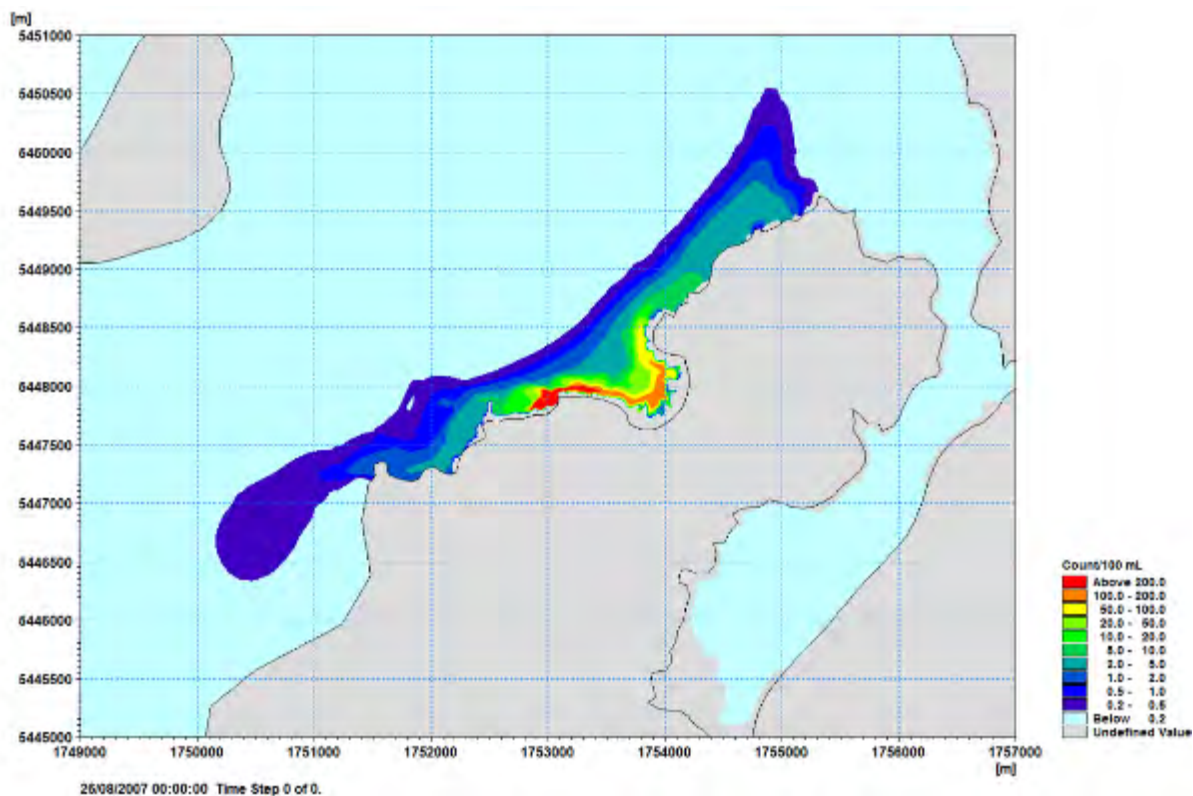 [m]
5451000
5450500
5460000
5449500
5449000
5448500
5448000
5447500
5447000
5446500
5446000
5445500
5445000
1749000 1750000 1751000 1752000 1753000 1754000 1755000 1756000 1757000
[m]
Count/100 mL
Above 200.0
100.0 - 200.0
50.0 - 100.0
20.0 - 50.0
10.0 - 20.0
5.0 - 10.0
2.0 - 5.0
1.0 - 2.0
0.5 - 1.0
0.2 - 0.5
Below 0.2
Undefined Value
25/08/2007 00:00:00 Time Step 0 of 0.